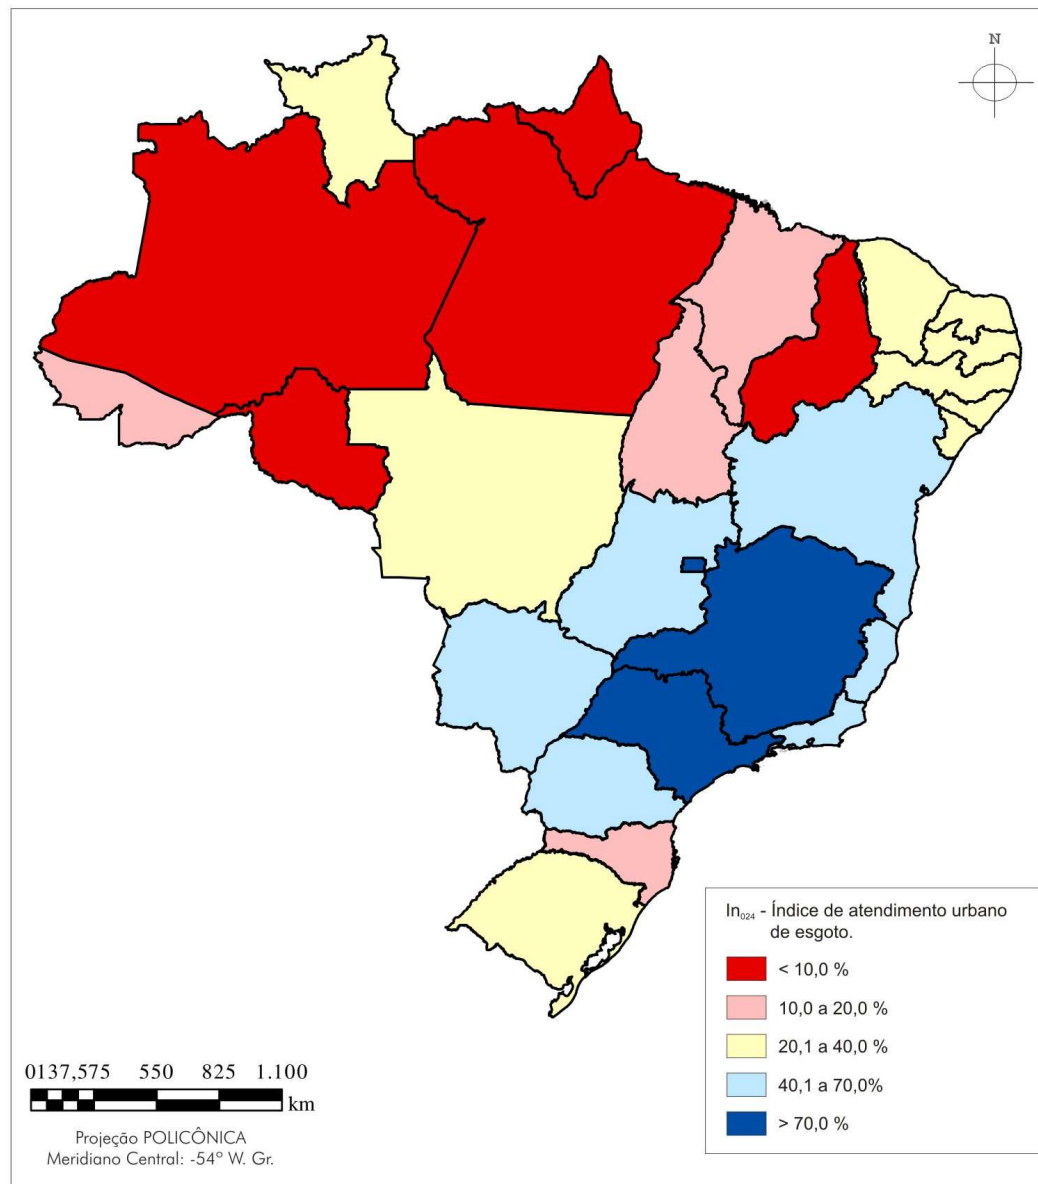 N
In024 - Índice de atendimento urbano
de esgoto.
< 10,0 %
10,0 a 20,0 %
20,1 a 40,0 %
40,1 a 70,0%
> 70,0 %
0137,575 550 825 1.100
km
Projeção POLICÔNICA
Meridiano Central: -54º W. Gr.